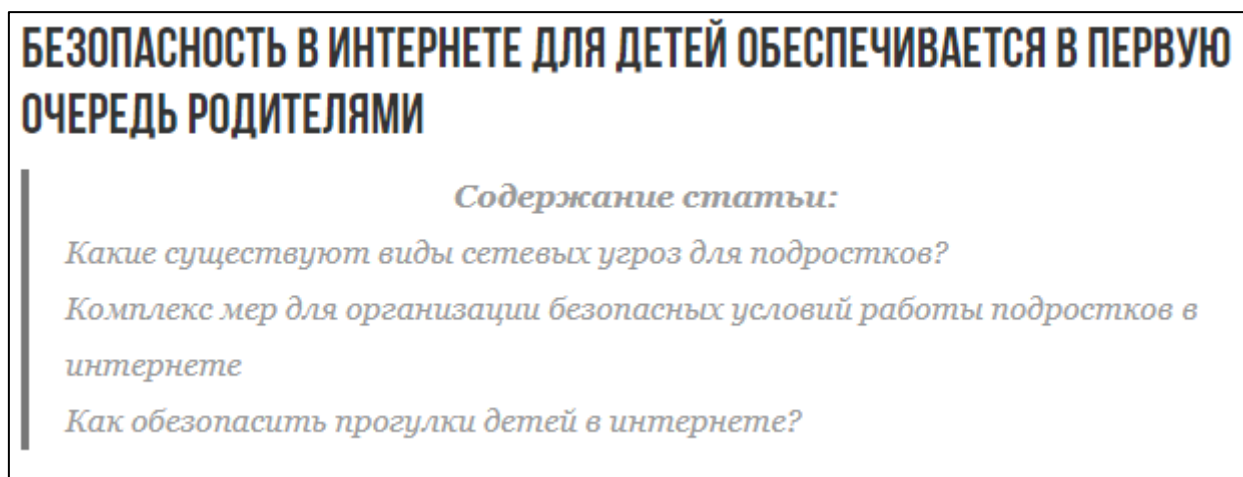 БЕЗОПАСНОСТЬ В ИНТЕРНЕТЕ ДЛЯ ДЕТЕЙ ОБЕСПЕЧИВАЕТСЯ В ПЕРВУЮ
ОЧЕРЕДЬ РОДИТЕЛЯМИ
Содержание статьи:
Какие существуют виды сетевых угроз для подростков?
Комплекс мер для организации безопасных условий работы подростков в
интернете
Как обезопасить прогулки детей в интернете?